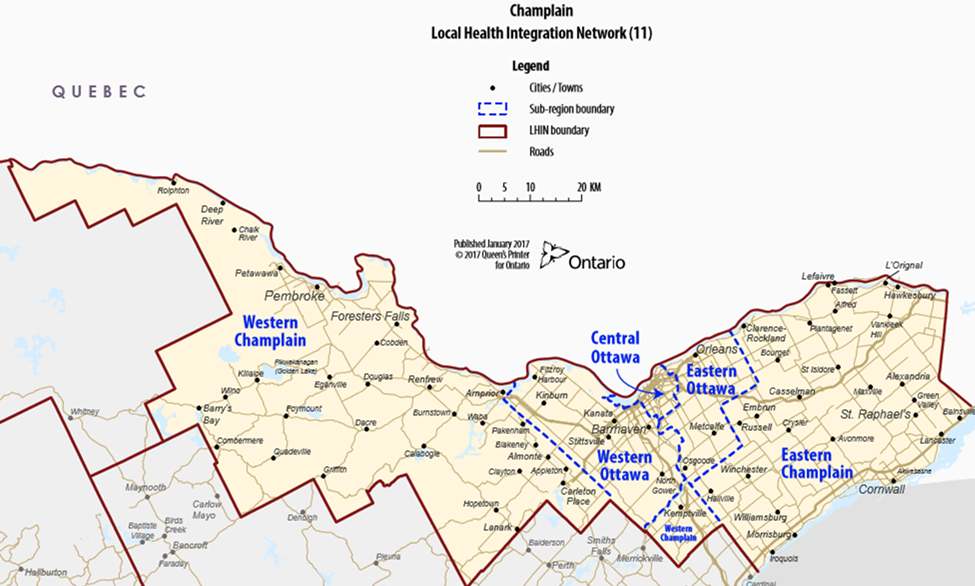 Champlain
Local Health Integration Network (11)
Legend
Cities / Towns
Sub-region boundary
LHIN boundary
Roads
0 5 10 20 KM
QUEBEC
Published January 2017
© 2017 Queen's Printer
for Ontario
Ontario
Rolphton
Deep
River
Chalk
River
Petawawa
Pembroke
Foresters Falls
Western
Champlain
Cobden
Pikwakanagan
(Golden Lake)
Killaloe
Eganville
Douglas
Renfrew
Wilno
Arnprior
Barry's
Bay
Foymount
Burnstown
Waba
Dacre
Pakenham
Combermere
Quadeville
Calabogie
Blakeney
Almonte
Griffith
Clayton
Appleton
Carleton
Place
Hopetown
Lanark
Whitney
Maynooth
Carlow
Mayo
Denbigh
Baptiste
Village
Birds
Creek
Bancroft
Faraday
Haliburton
Plevna
Balderson
Perth
Smiths
Falls
Merrickville
Central
Ottawa
Fitzroy
Harbour
Kinburn
Kanata
Barrhaven
Stittsville
Western
Ottawa
Orleans
Eastern
Ottawa
Metcalfe
Osgoode
North
Gower
Kemptville
Western
Champlain
Lefaivre
L'Orignal
Fassett
Hawkesbury
Alfred
Clarence-
Rockland
Plantagenet
Vankleek
Hill
Bourget
St Isidore
Casselman
Maxville
Alexandria
Green
Valley
Embrun
St. Raphael's
Bainsville
Russell
Crysler
Avonmore
Lancaster
Eastern
Champlain
Winchester
Akwesasne
Cornwall
Hallville
Williamsburg
Morrisburg
Iroquois
Cardinal